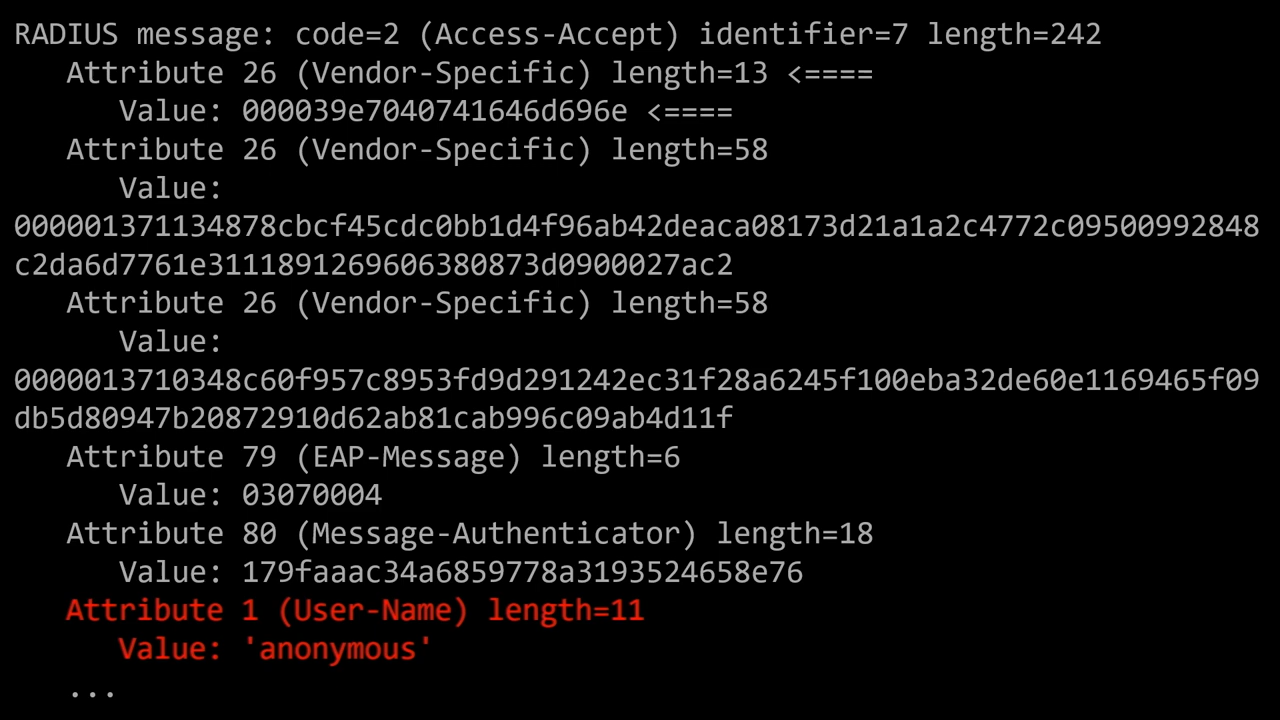 RADIUS message: code=2 (Access-Accept) identifier=7 length=242
Attribute 26 (Vendor-Specific) length=13 <====
Value: 000039e7040741646d696e <====
Attribute 26 (Vendor-Specific) length=58
Value:
000001371134878cbcf45cdc0bb1d4f96ab42deaca08173d21a1a2c4772c09500992848
c2da6d7761e3111891269606380873d0900027ac2
Attribute 26 (Vendor-Specific) length=58
Value:
0000013710348c60f957c8953fd9d291242ec31f28a6245f100eba32de60e1169465f09
db5d80947b20872910d62ab81cab996c09ab4d11f
Attribute 79 (EAP-Message) length=6
Value: 03070004
Attribute 80 (Message-Authenticator) length=18
Value: 179faaac34a6859778a3193524658e76
Attribute 1 (User-Name) length=11
Value: 'anonymous'
...